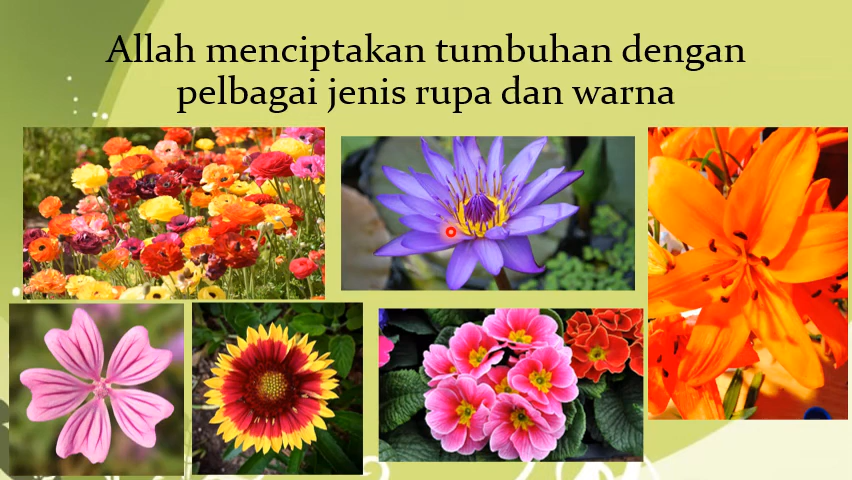 Allah menciptakan tumbuhan dengan
pelbagai jenis rupa dan warna